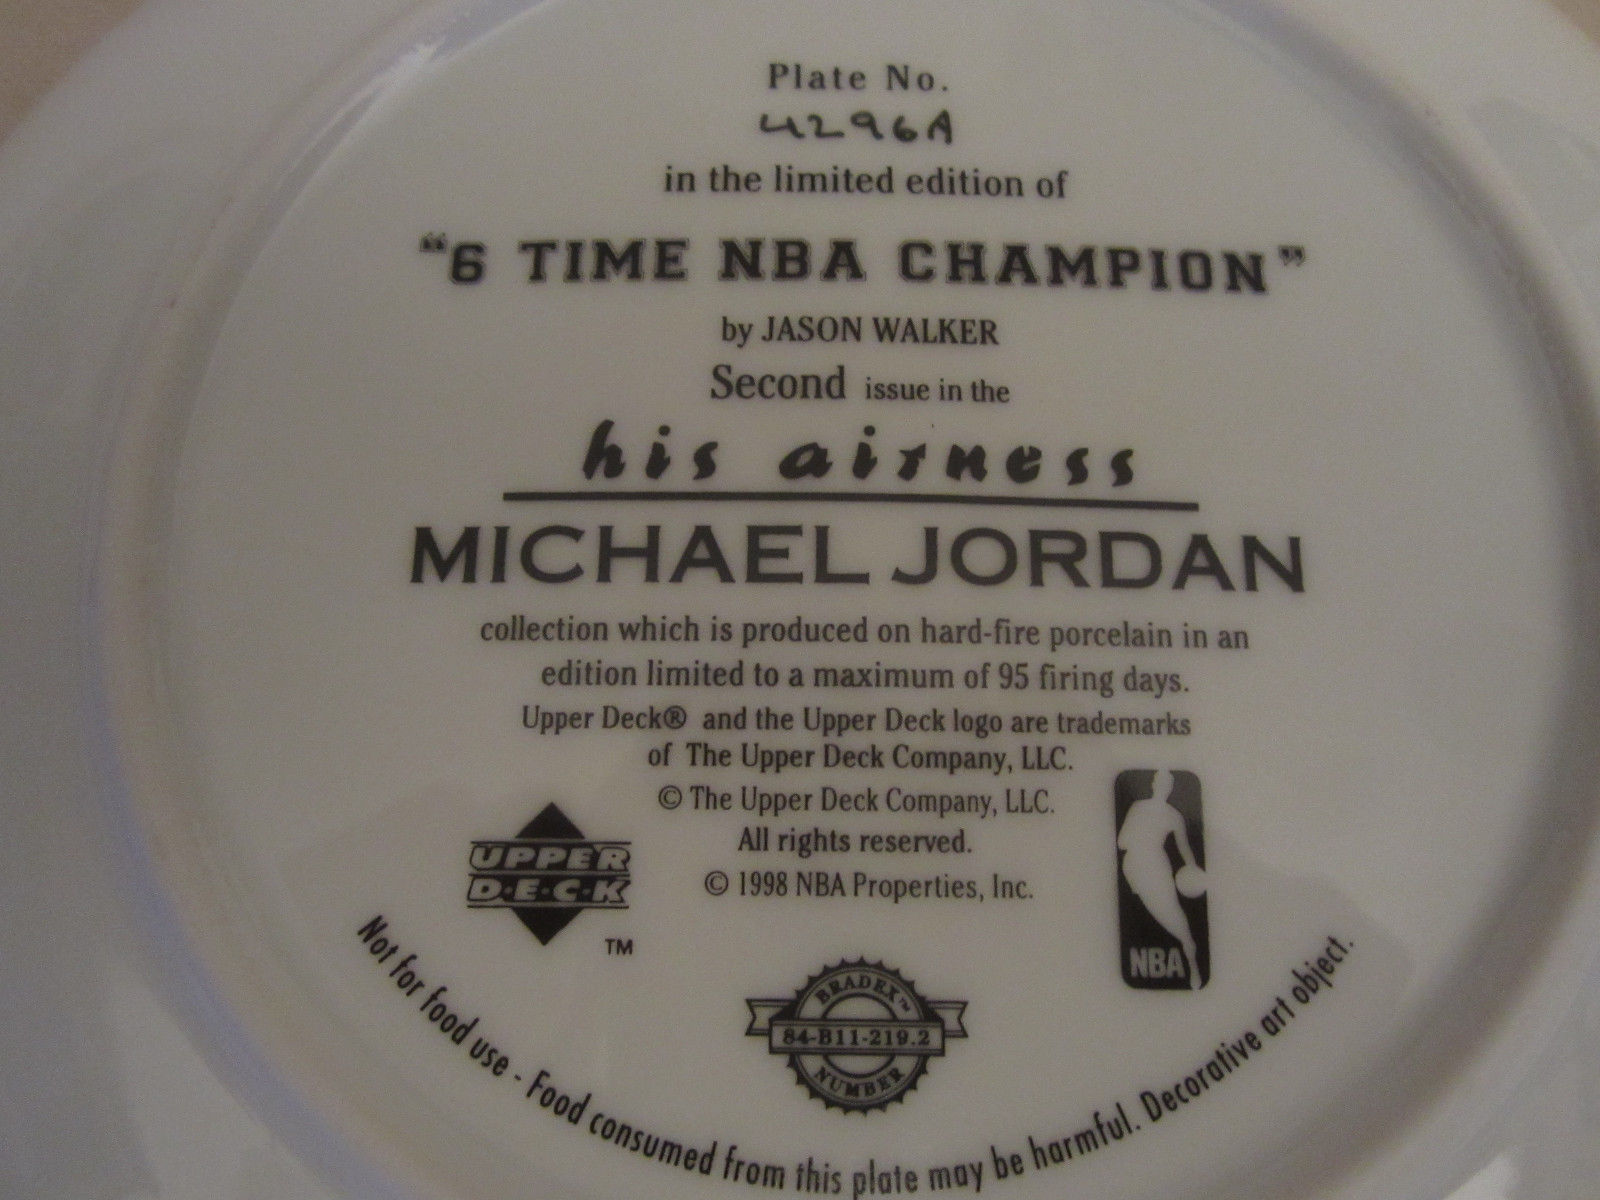 Plate No.
4296A
in the limited edition of
"6 TIME NBA CHAMPION"
by JASON WALKER
Second issue in the
his airness
MICHAEL JORDAN
collection which is produced on hard-fire porcelain in an
edition limited to a maximum of 95 firing days.
Upper Deck® and the Upper Deck logo are trademarks
of The Upper Deck Company, LLC.
© The Upper Deck Company, LLC.
All rights reserved.
© 1998 NBA Properties, Inc.
UPPER
D·E·C·K
TM
NBA
BRADEX™
84-B11-219.2
NUMBER
Not for food use - Food consumed from this plate may be harmful. Decorative art object.